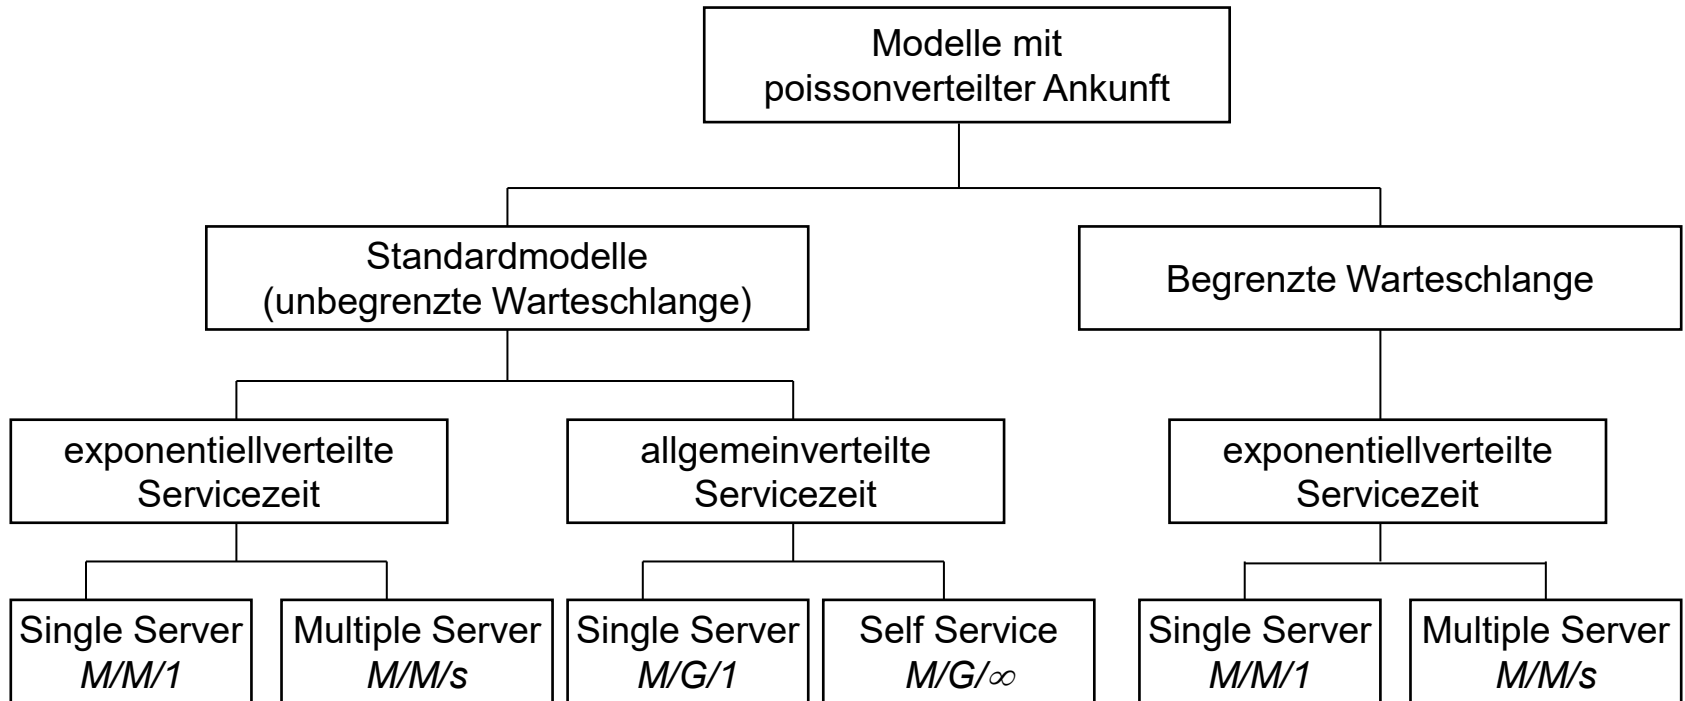 Modelle mit
poissonverteilter Ankunft
Standardmodelle
(unbegrenzte Warteschlange)
Begrenzte Warteschlange
exponentiellverteilte
Servicezeit
allgemeinverteilte
Servicezeit
exponentiellverteilte
Servicezeit
Single Server
M/M/1
Multiple Server
M/M/s
Single Server
M/G/1
Self Service
M/G/∞
Single Server
M/M/1
Multiple Server
M/M/s